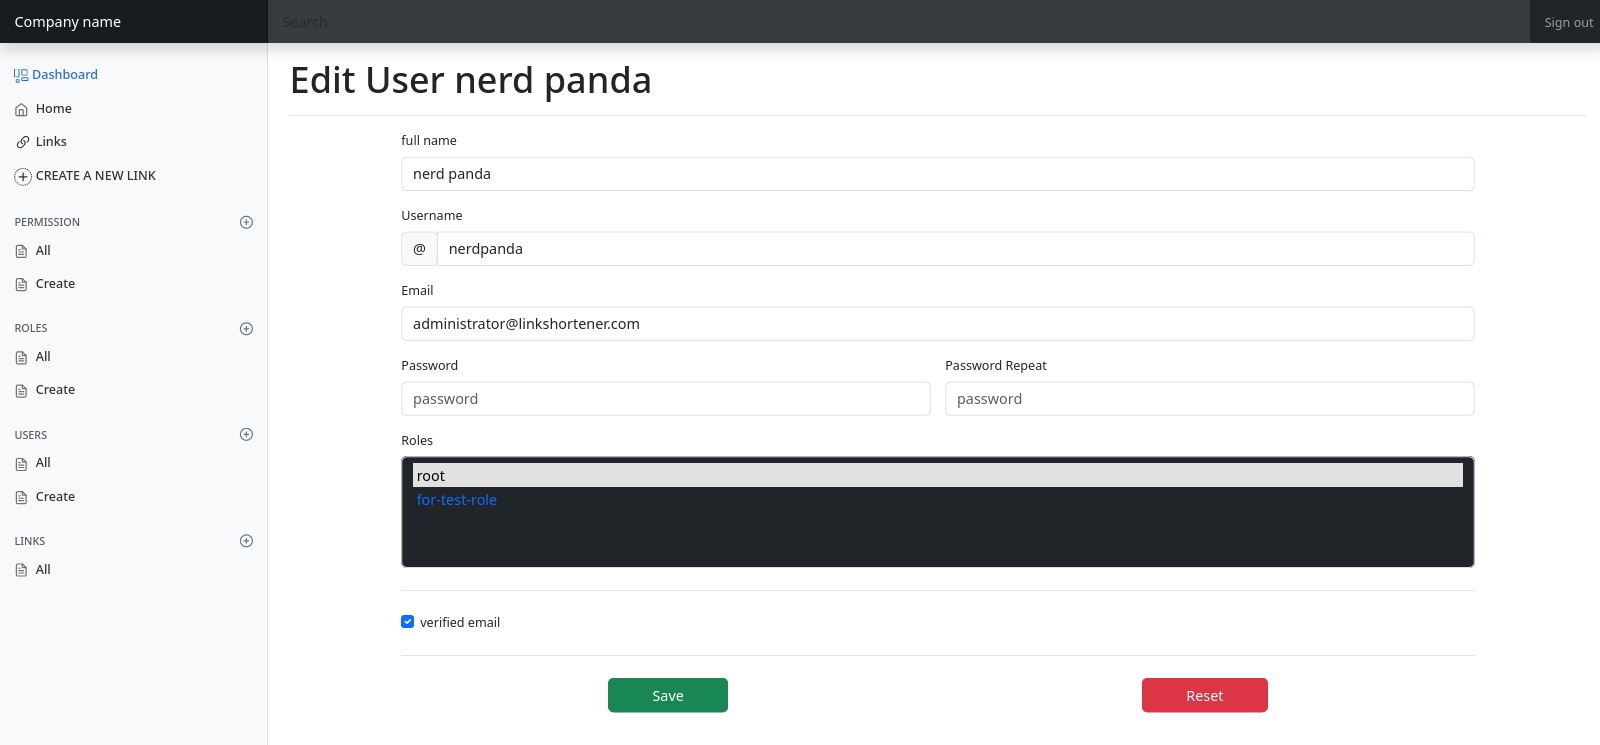 Company name
Search
Sign out
Dashboard
Home
Links
CREATE A NEW LINK
PERMISSION
All
Create
ROLES
All
Create
USERS
All
Create
LINKS
All
Edit User nerd panda
full name
nerd panda
Username
@ nerdpanda
Email
administrator@linkshortener.com
Password Password Repeat
password password
Roles
root
for-test-role
verified email
Save Reset